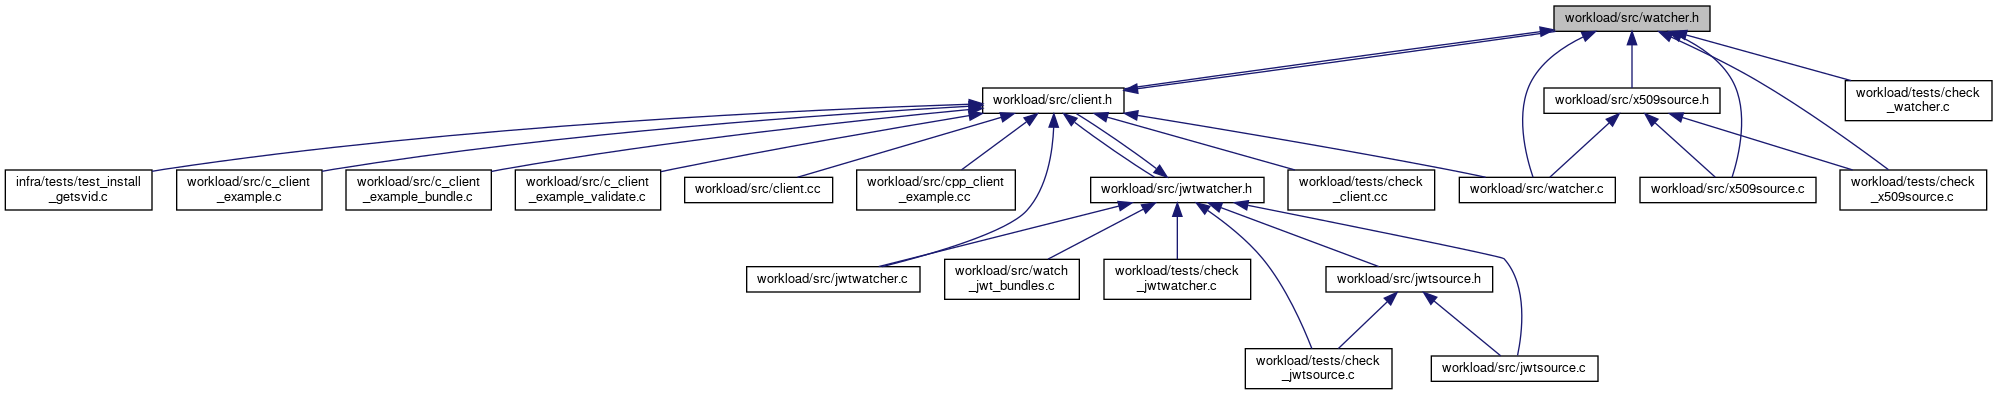 workload/src/watcher.h
workload/src/client.h
workload/src/x509source.h
workload/tests/check
_watcher.c
infra/tests/test_install
_getsvid.c
workload/src/c_client
_example.c
workload/src/c_client
_example_bundle.c
workload/src/c_client
_example_validate.c
workload/src/client.cc
workload/src/cpp_client
_example.cc
workload/src/jwtwatcher.h
workload/tests/check
_client.cc
workload/src/watcher.c
workload/src/x509source.c
workload/tests/check
_x509source.c
workload/src/jwtwatcher.c
workload/src/watch
_jwt_bundles.c
workload/tests/check
_jwtwatcher.c
workload/src/jwtsource.h
workload/tests/check
_jwtsource.c
workload/src/jwtsource.c